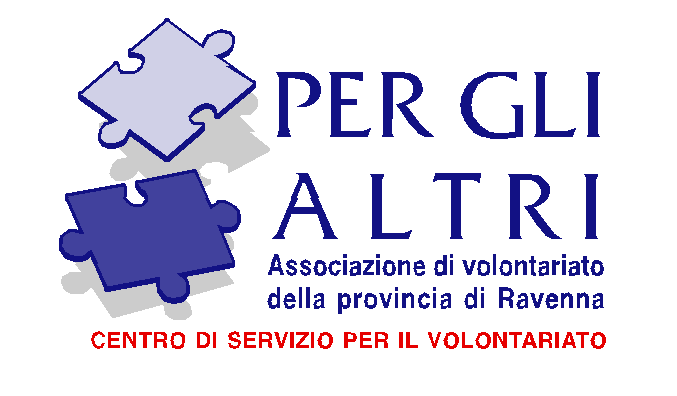 PER GLI
ALTRI
Associazione di volontariato
della provincia di Ravenna
CENTRO DI SERVIZIO PER IL VOLONTARIATO